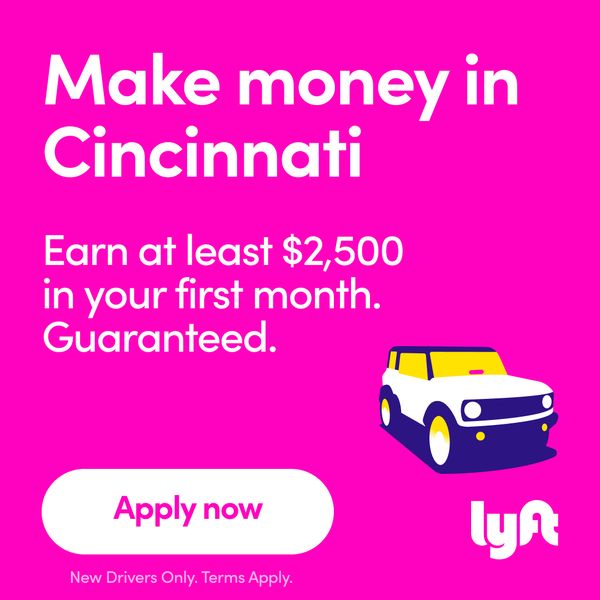 Make money in
Cincinnati
Earn at least $2,500
in your first month.
Guaranteed.
Apply now
lyft
New Drivers Only. Terms Apply.